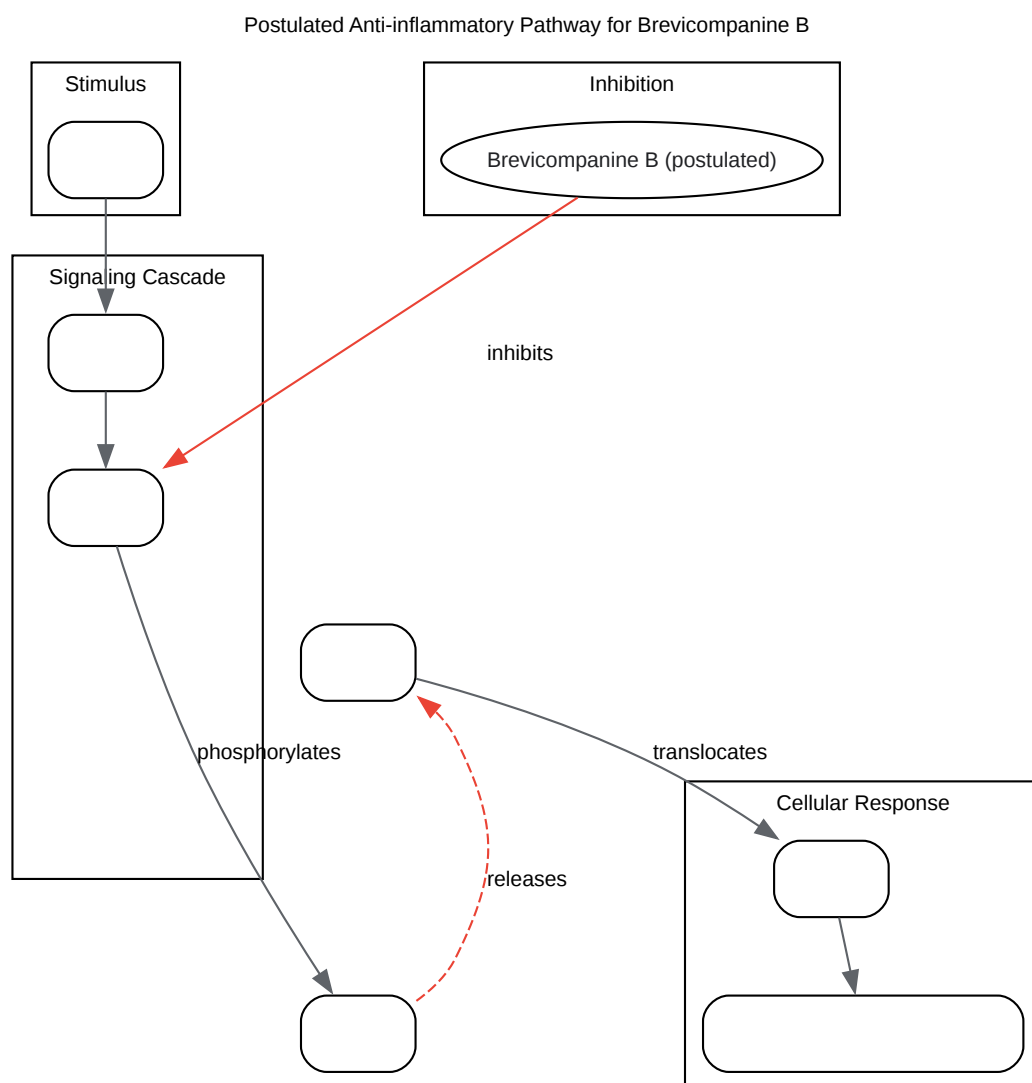 Postulated Anti-inflammatory Pathway for Brevicompanine B
Stimulus
Inhibition
Brevicompanine B (postulated)
Signaling Cascade
inhibits
phosphorylates
translocates
Cellular Response
releases